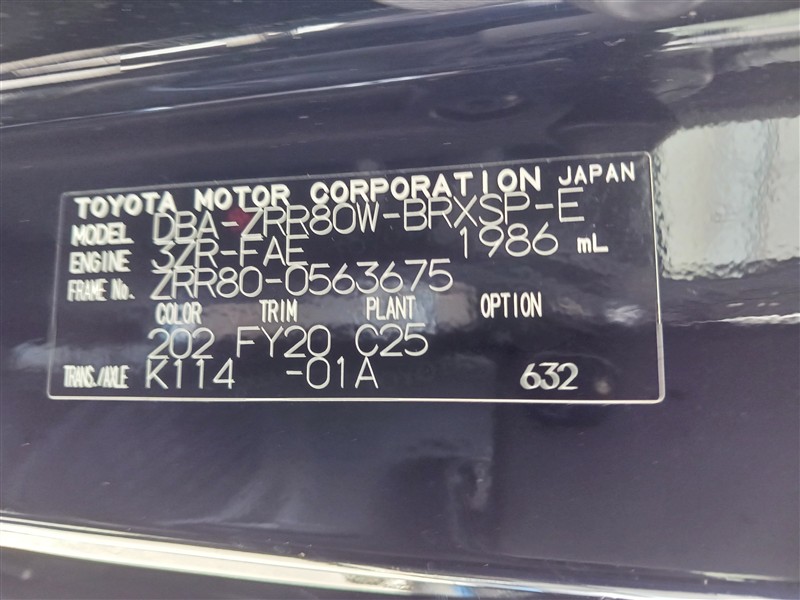 TOYOTA MOTOR CORPORATION JAPAN
MODEL DBA-ZRR80W-BRXSP-E
ENGINE 3ZR-FAE 1986 mL
FRAME No. ZRR80-0563675
COLOR TRIM PLANT OPTION
202 FY20 C25
TRANS./AXLE K114 -01A 632